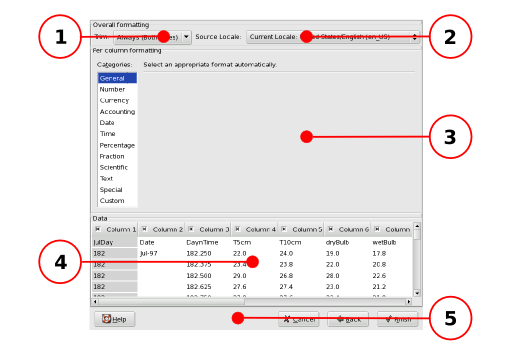 Overall formatting
Trim: Always (Both sides) Source Locale: Current Locale: United States/English (en_US)
1
2
Per column formatting
Categories: Select an appropriate format automatically.
General
Number
Currency
Accounting
Date
Time
Percentage
Fraction
Scientific
Text
Special
Custom
3
Data
Column 1 Column 2 Column 3 Column 4 Column 5 Column 6 Column
JulDay Date DaynTime T5cm T10cm dryBulb wetBulb
182 Jul-97 182.250 22.0 24.0 19.0 17.8
182 182.375 23.4 23.8 22.0 20.8
182 182.500 29.0 26.8 28.0 22.6
182 182.625 27.6 27.4 23.0 21.2
4
Help Cancel Back Finish
5